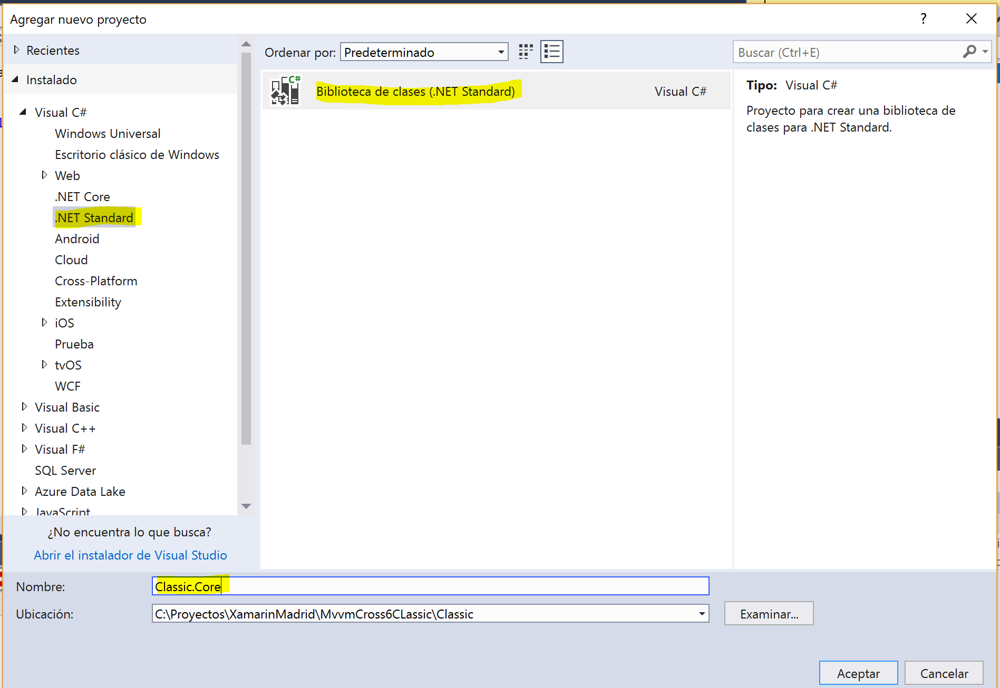 Agregar nuevo proyecto
?
Recientes
Instalado
Visual C#
Windows Universal
Escritorio clásico de Windows
Web
.NET Core
.NET Standard
Android
Cloud
Cross-Platform
Extensibility
iOS
Prueba
tvOS
WCF
Visual Basic
Visual C++
Visual F#
SQL Server
Azure Data Lake
JavaScript
¿No encuentra lo que busca?
Abrir el instalador de Visual Studio
Ordenar por: Predeterminado
C#
Biblioteca de clases (.NET Standard) Visual C#
Buscar (Ctrl+E)
Tipo: Visual C#
Proyecto para crear una biblioteca de
clases para .NET Standard.
Nombre: Classic.Core
Ubicación: C:\Proyectos\XamarinMadrid\MvvmCross6CLassic\Classic
Examinar...
Aceptar Cancelar